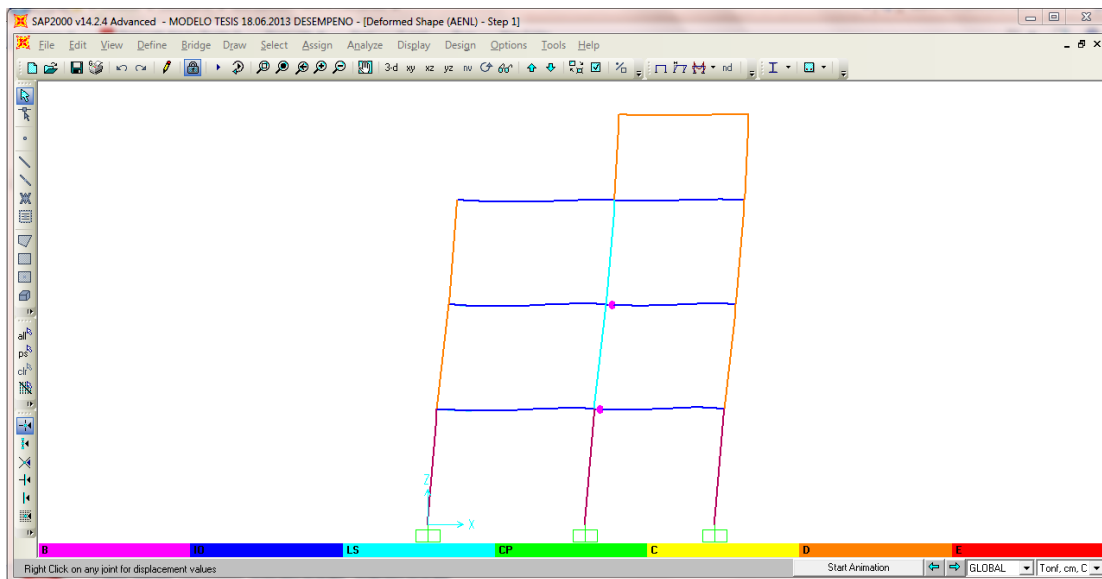 SAP2000 v14.2.4 Advanced - MODELO TESIS 18.06.2013 DESEMPENO - [Deformed Shape (AENL) - Step 1]
File Edit View Define Bridge Draw Select Assign Analyze Display Design Options Tools Help
3-d xy xz yz nv nd
all
ps
clr
Z
X
B IO LS CP C D E
Right Click on any joint for displacement values Start Animation GLOBAL Tonf, cm, C